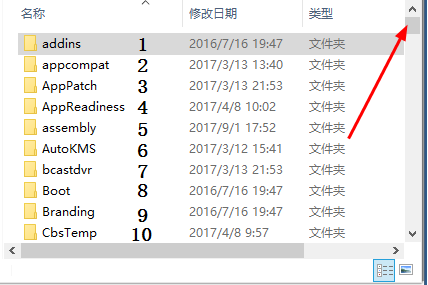 名称 修改日期 类型
addins 1 2016/7/16 19:47 文件夹
appcompat 2 2017/3/13 13:40 文件夹
AppPatch 3 2017/3/13 21:53 文件夹
AppReadiness 4 2017/4/8 10:02 文件夹
assembly 5 2017/9/1 17:52 文件夹
AutoKMS 6 2017/3/12 15:41 文件夹
bcastdvr 7 2017/3/13 21:53 文件夹
Boot 8 2016/7/16 19:47 文件夹
Branding 9 2016/7/16 19:47 文件夹
CbsTemp 10 2017/4/8 9:57 文件夹